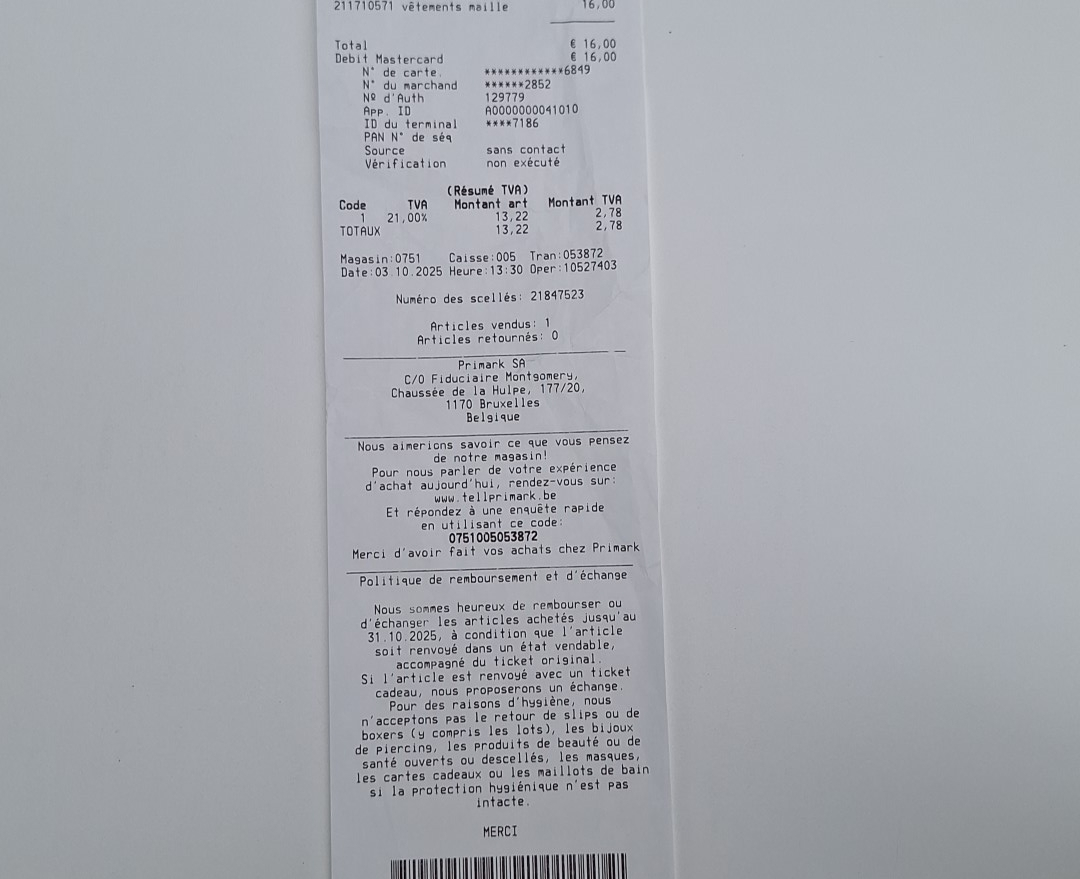 211710571 vêtements maille 16,00
Total € 16,00
Debit Mastercard € 16,00
N° de carte. ************6849
N° du marchand ******2852
Nº d'Auth 129779
App. ID A0000000041010
ID du terminal ****7186
PAN N° de séq
Source sans contact
Vérification non exécuté
(Résumé TVA)
Code TVA Montant art Montant TVA
1 21,00% 13,22 2,78
TOTAUX 13,22 2,78
Magasin:0751 Caisse:005 Tran:053872
Date:03.10.2025 Heure:13:30 Oper:10527403
Numéro des scellés: 21847523
Articles vendus: 1
Articles retournés: 0
Primark SA
C/O Fiduciaire Montgomery,
Chaussée de la Hulpe, 177/20,
1170 Bruxelles
Belgique
Nous aimerions savoir ce que vous pensez
de notre magasin!
Pour nous parler de votre expérience
d'achat aujourd'hui, rendez-vous sur:
www.tellprimark.be
Et répondez à une enquête rapide
en utilisant ce code:
0751005053872
Merci d'avoir fait vos achats chez Primark
Politique de remboursement et d'échange
Nous sommes heureux de rembourser ou
d'échanger les articles achetés jusqu'au
31.10.2025, à condition que l'article
soit renvoyé dans un état vendable,
accompagné du ticket original.
Si l'article est renvoyé avec un ticket
cadeau, nous proposerons un échange.
Pour des raisons d'hygiène, nous
n'acceptons pas le retour de slips ou de
boxers (y compris les lots), les bijoux
de piercing, les produits de beauté ou de
santé ouverts ou descellés, les masques,
les cartes cadeaux ou les maillots de bain
si la protection hygiénique n'est pas
intacte.
MERCI